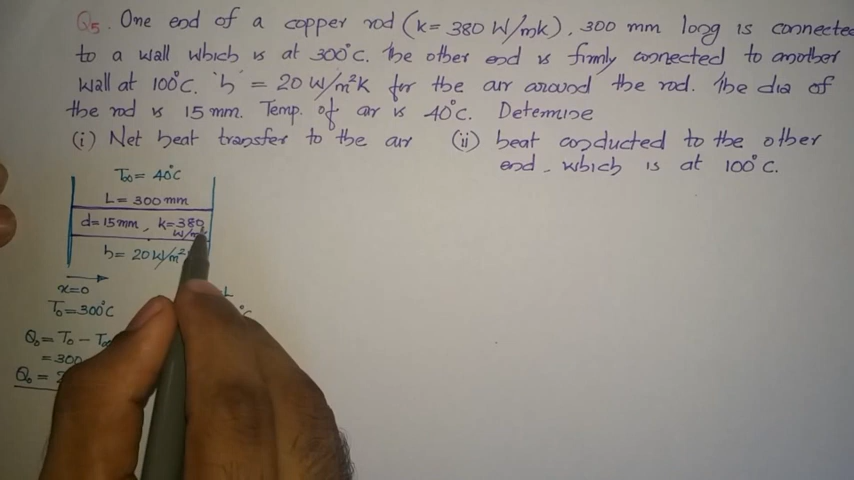 Q5. One end of a copper rod (k = 380 W/mk), 300 mm long is connected
to a wall which is at 300°C. The other end is firmly connected to another
wall at 100°C. 'h' = 20 W/m²K for the air around the rod. The dia of
the rod is 15 mm. Temp. of air is 40°C. Determine
(i) Net heat transfer to the air (ii) heat conducted to the other
end, which is at 100°C.
T∞ = 40°C
L = 300 mm
d = 15 mm, k = 380
W/mk
h = 20 W/m²
x=0 L
T₀ = 300°C °C
θ₀ = T₀ - T∞
= 300
θ₀ =